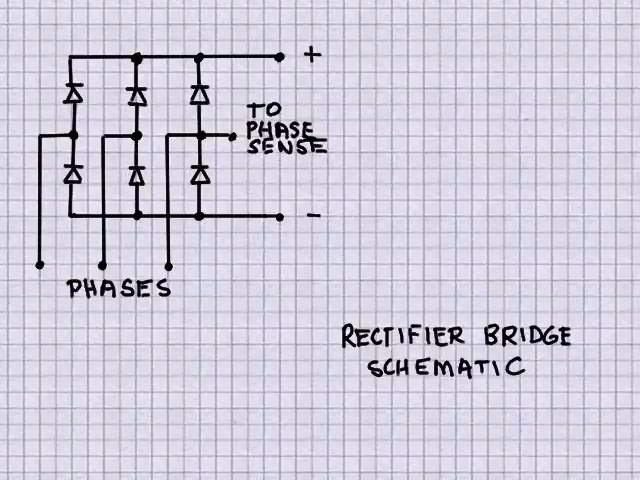 +
TO
PHASE
SENSE
-
PHASES
RECTIFIER BRIDGE
SCHEMATIC